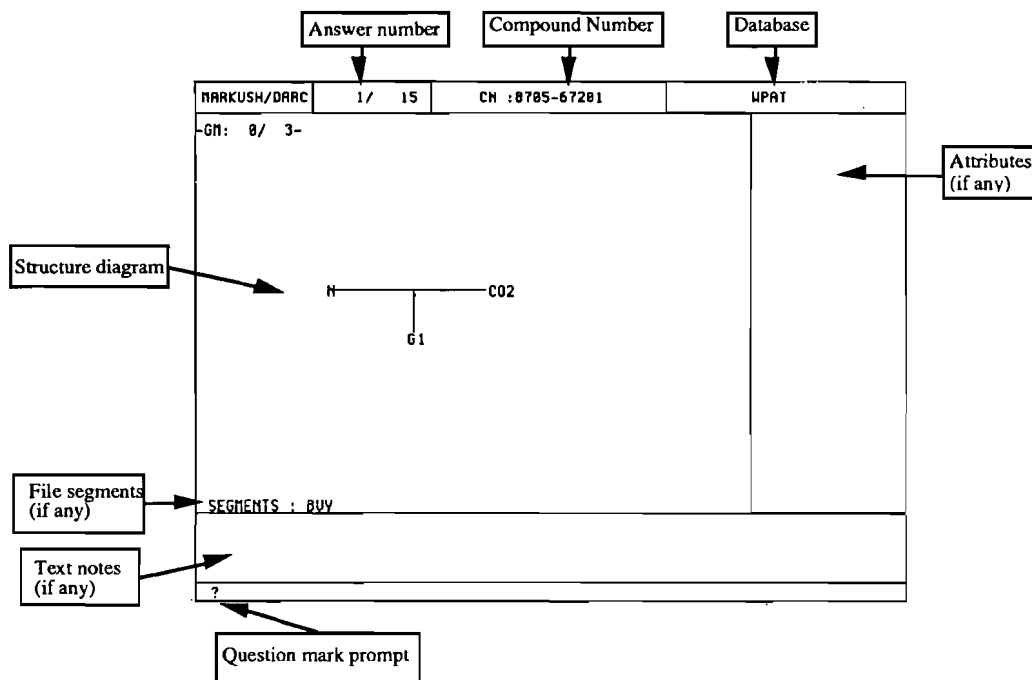 Answer number
Compound Number
Database
MARKUSH/DARC 1/ 15 CN :8705-67201 WPAT
-GM: 0/ 3-
Attributes
(if any)
Structure diagram
N CO2
G1
File segments
(if any)
SEGMENTS : BUY
Text notes
(if any)
?
Question mark prompt